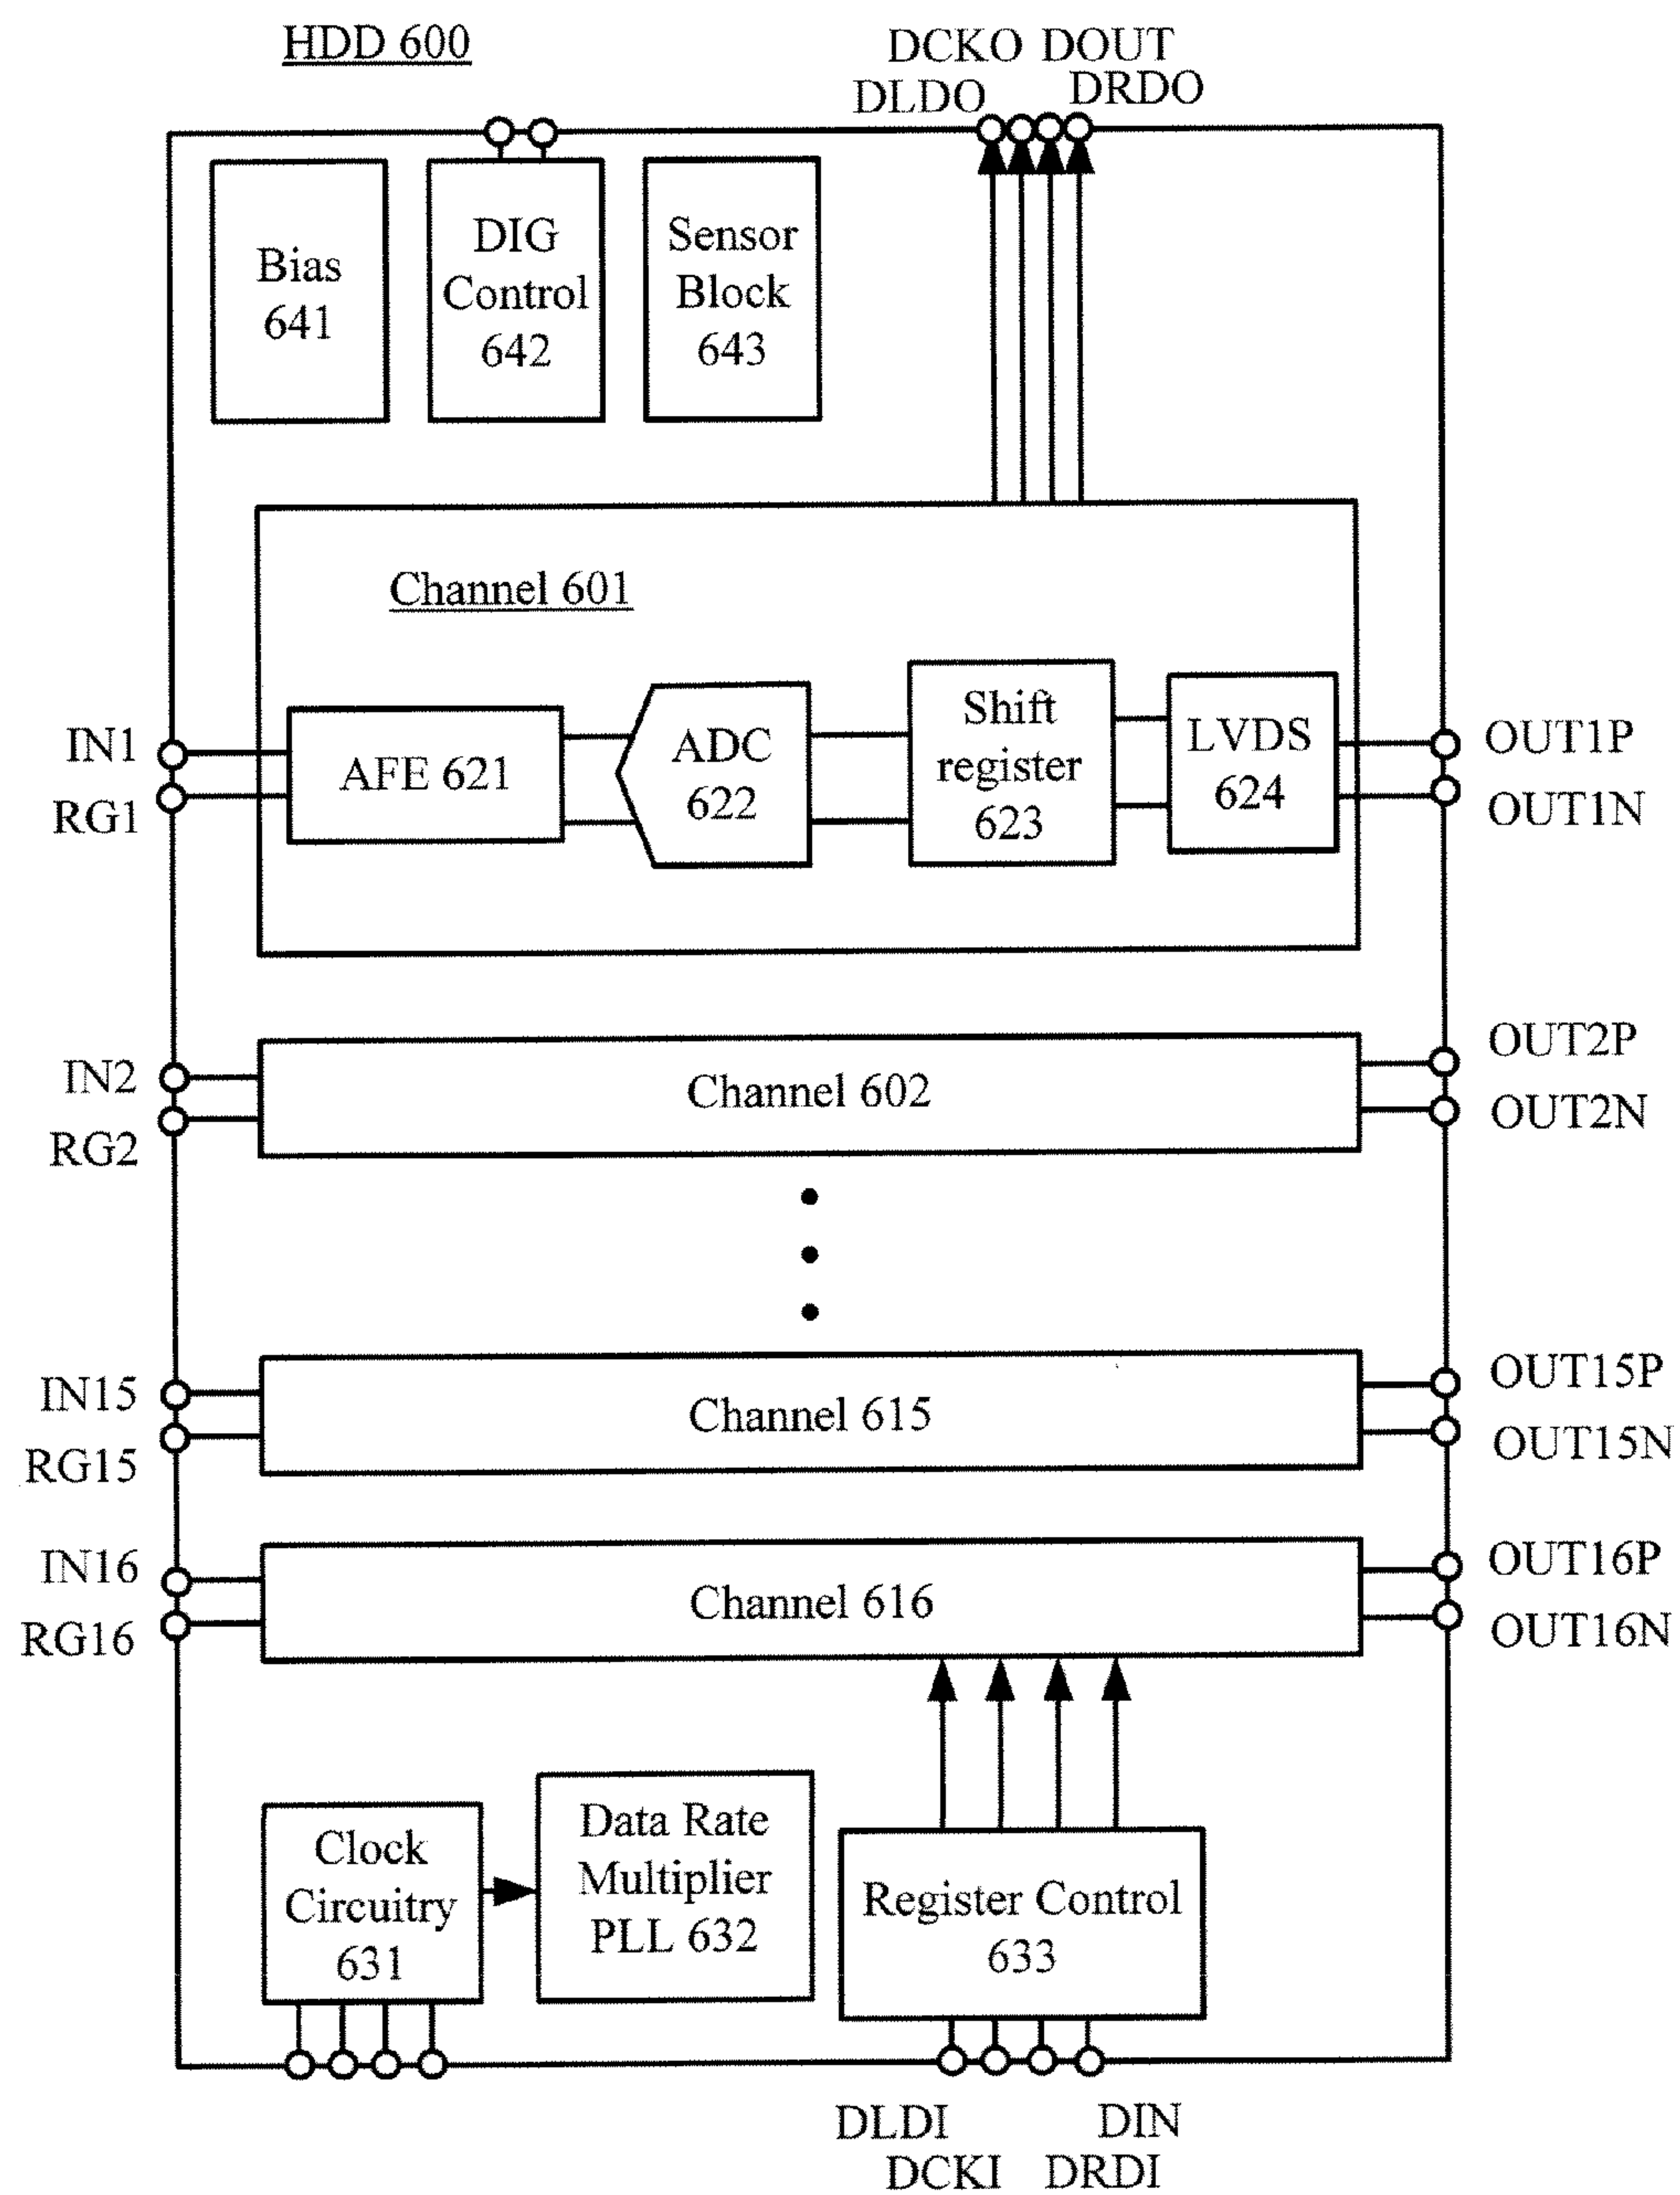 HDD 600
DCKO DOUT
DLDO DRDO
Bias
641
DIG
Control
642
Sensor
Block
643
Channel 601
IN1
RG1
AFE 621
ADC
622
Shift
register
623
LVDS
624
OUT1P
OUT1N
IN2
RG2
Channel 602
OUT2P
OUT2N
IN15
RG15
Channel 615
OUT15P
OUT15N
IN16
RG16
Channel 616
OUT16P
OUT16N
Clock
Circuitry
631
Data Rate
Multiplier
PLL 632
Register Control
633
DLDI DIN
DCKI DRDI